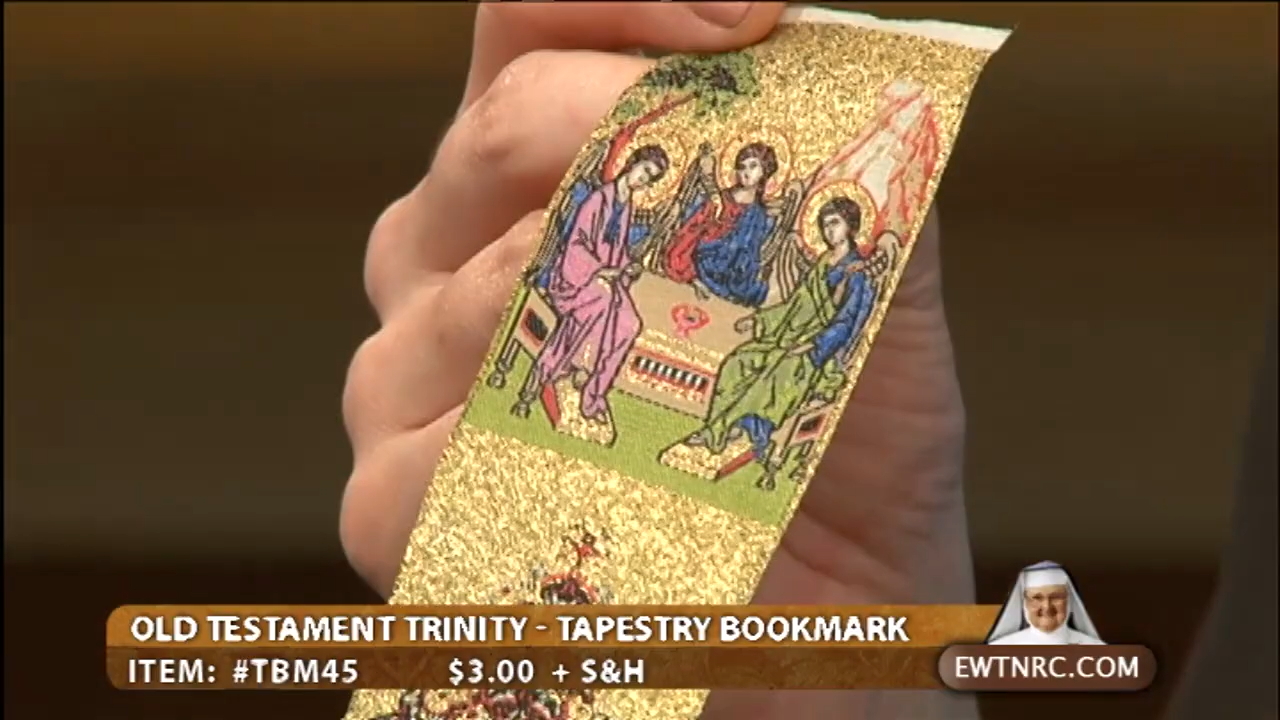 OLD TESTAMENT TRINITY - TAPESTRY BOOKMARK
ITEM: #TBM45 $3.00 + S&H
EWTNRC.COM